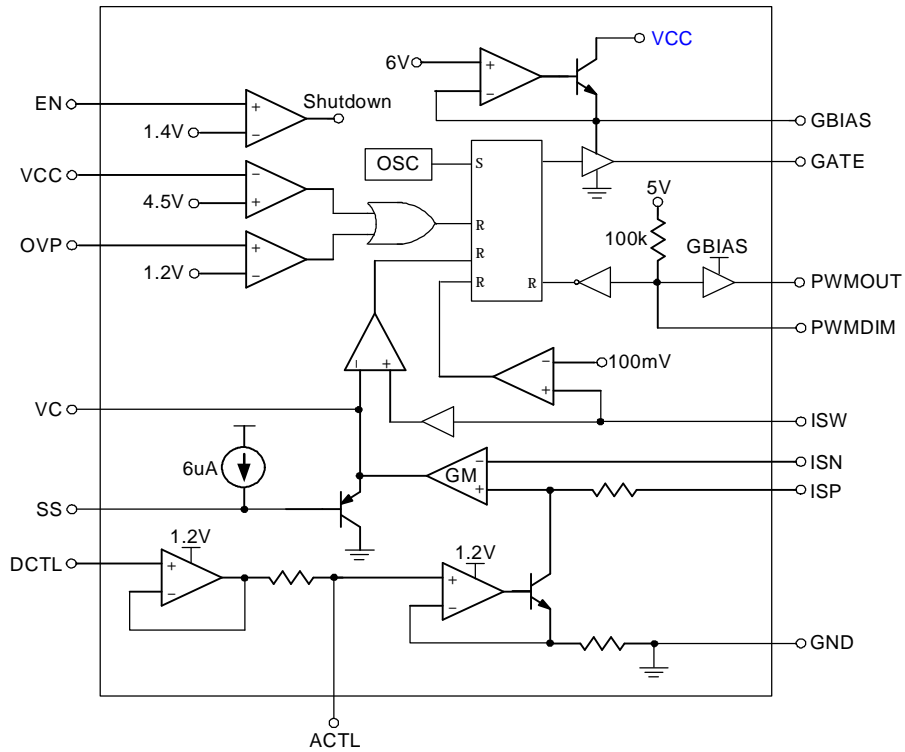 VCC
6V
+
−
EN
+
Shutdown
1.4V
−
GBIAS
VCC
−
OSC
S
GATE
4.5V
+
5V
R
100k
OVP
+
R
GBIAS
1.2V
−
R
R
PWMOUT
PWMDIM
−
+
−
100mV
+
VC
ISW
6uA
GM
−
ISN
+
ISP
SS
1.2V
1.2V
DCTL
+
+
−
−
GND
ACTL